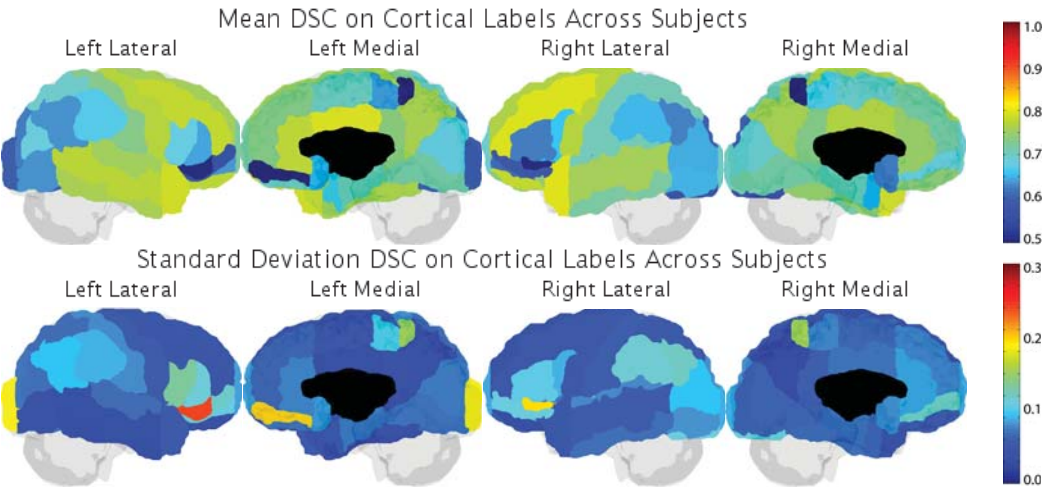 Mean DSC on Cortical Labels Across Subjects
Left Lateral Left Medial Right Lateral Right Medial
1.0
0.9
0.8
0.7
0.6
0.5
Standard Deviation DSC on Cortical Labels Across Subjects
Left Lateral Left Medial Right Lateral Right Medial
0.3
0.2
0.1
0.0